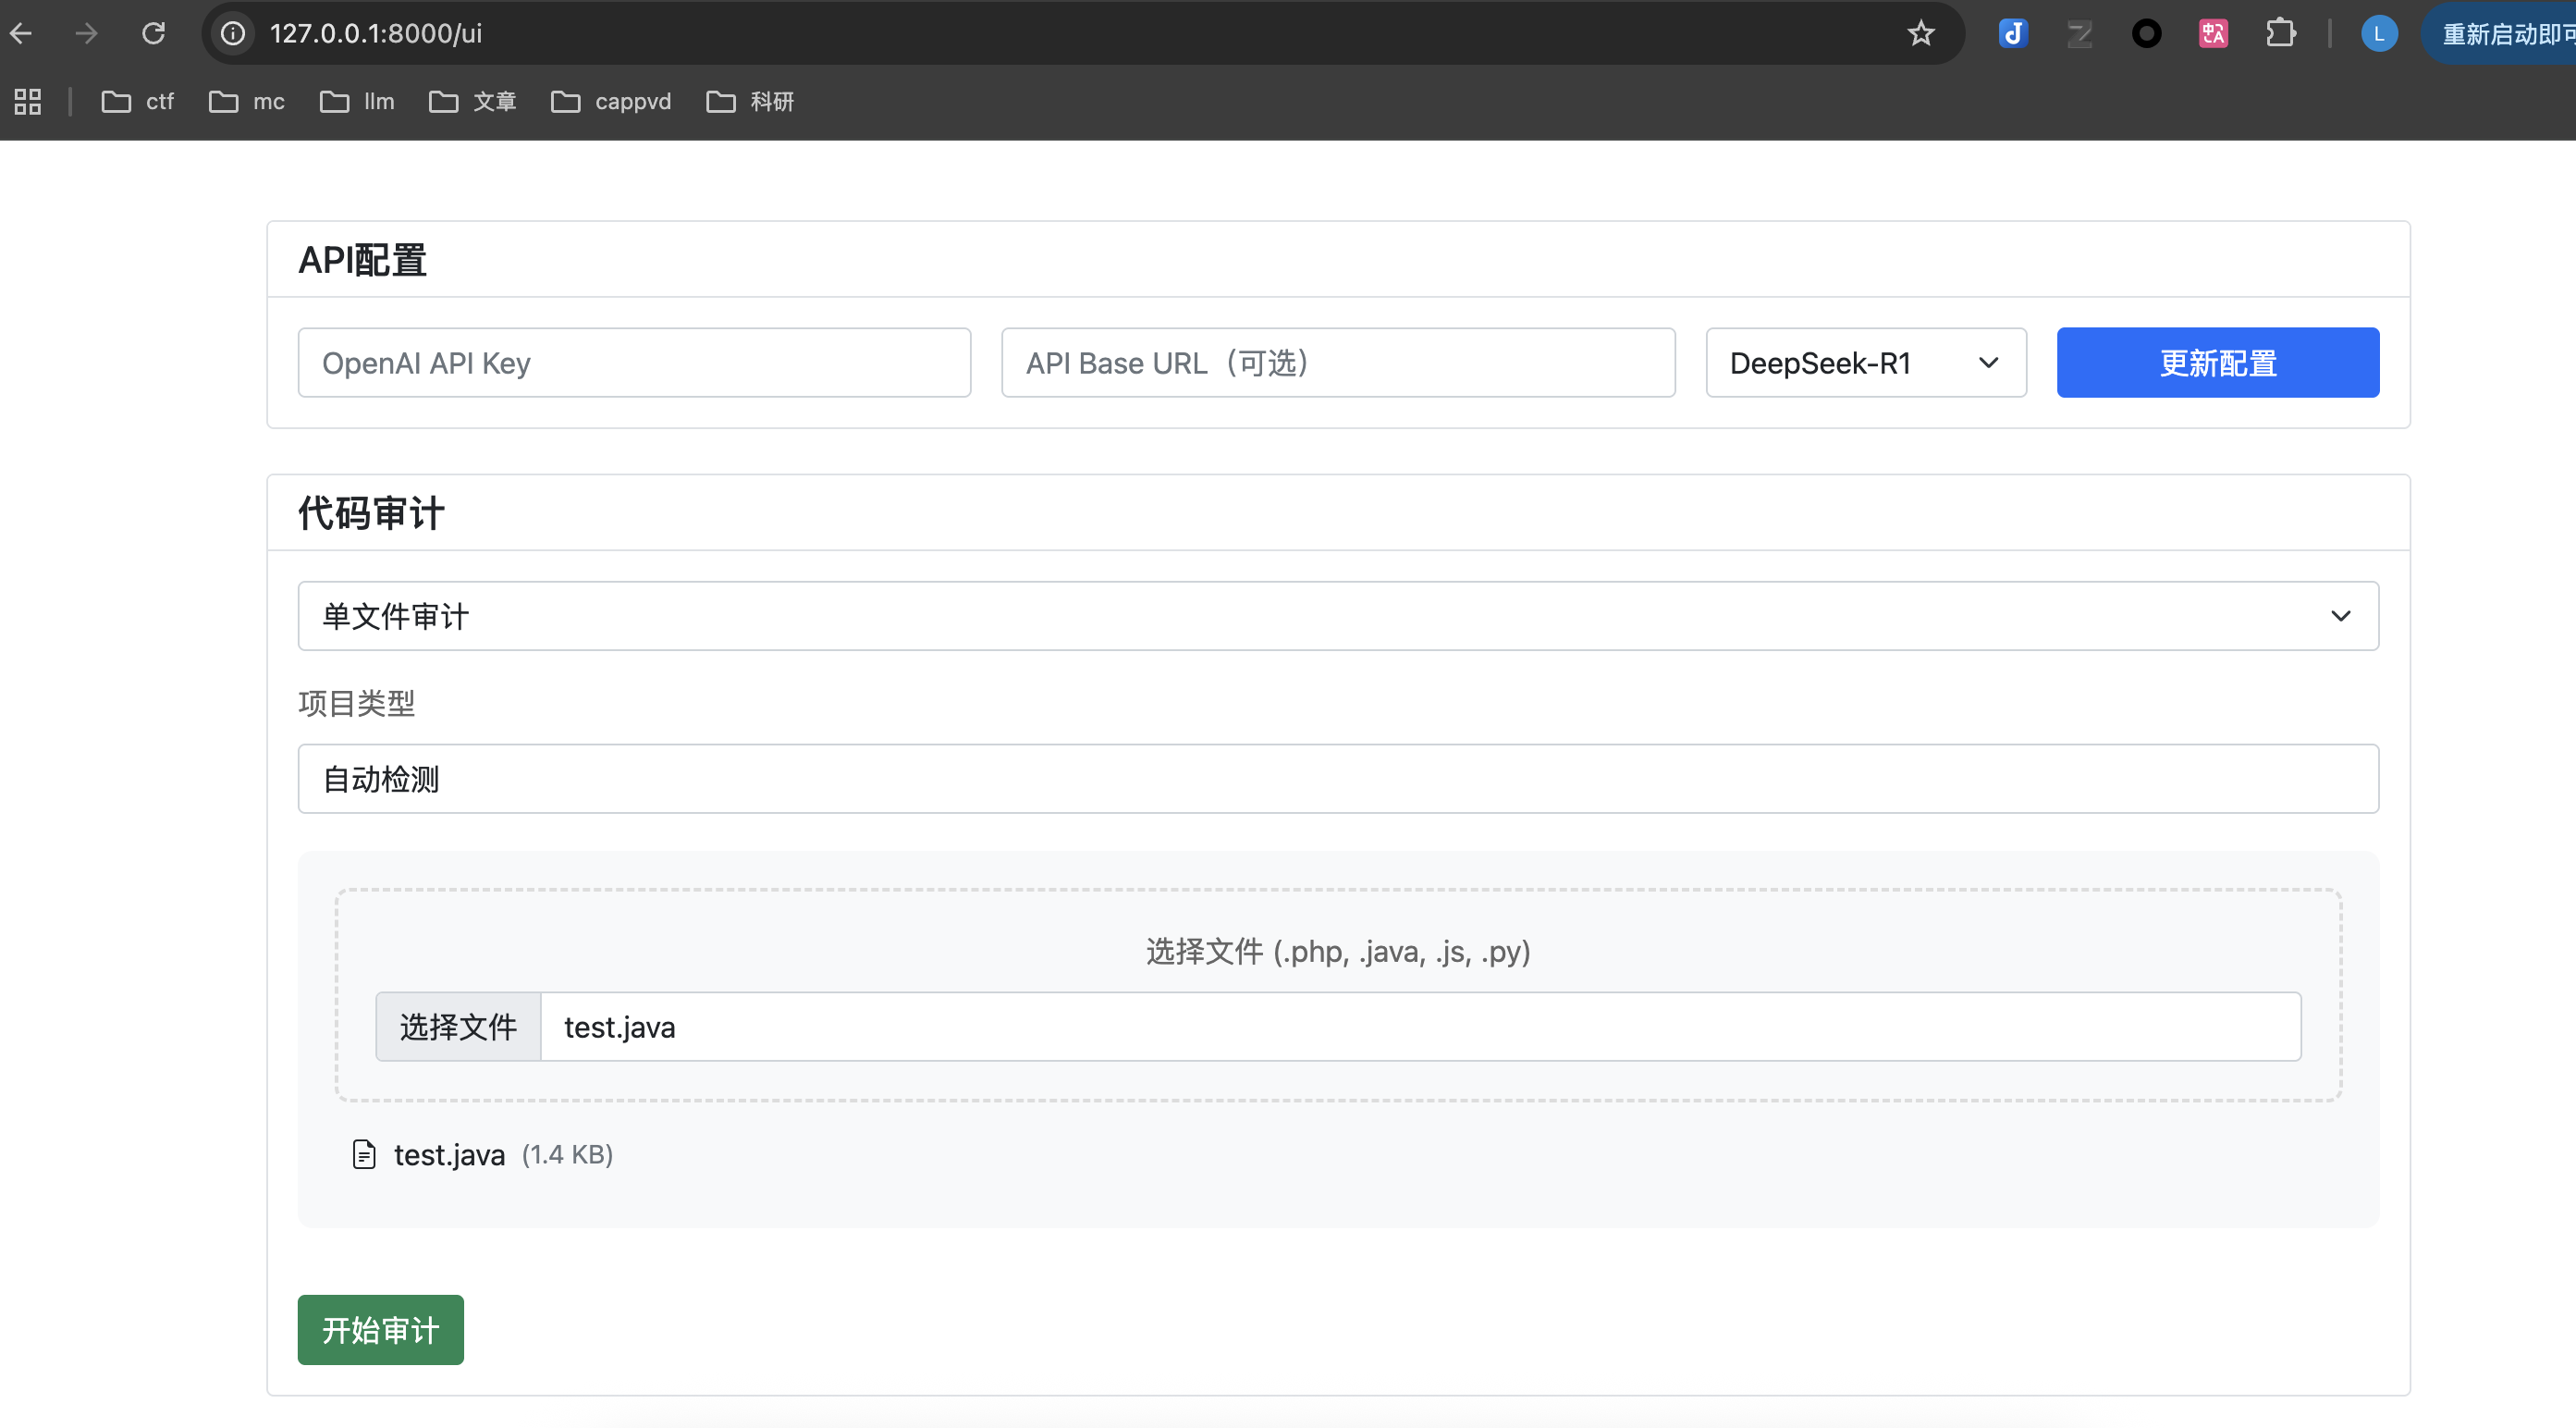 127.0.0.1:8000/ui
L
重新启动即可
ctf
mc
llm
文章
cappvd
科研
API配置
OpenAI API Key
API Base URL（可选）
DeepSeek-R1
更新配置
代码审计
单文件审计
项目类型
自动检测
选择文件 (.php, .java, .js, .py)
选择文件 test.java
test.java (1.4 KB)
开始审计